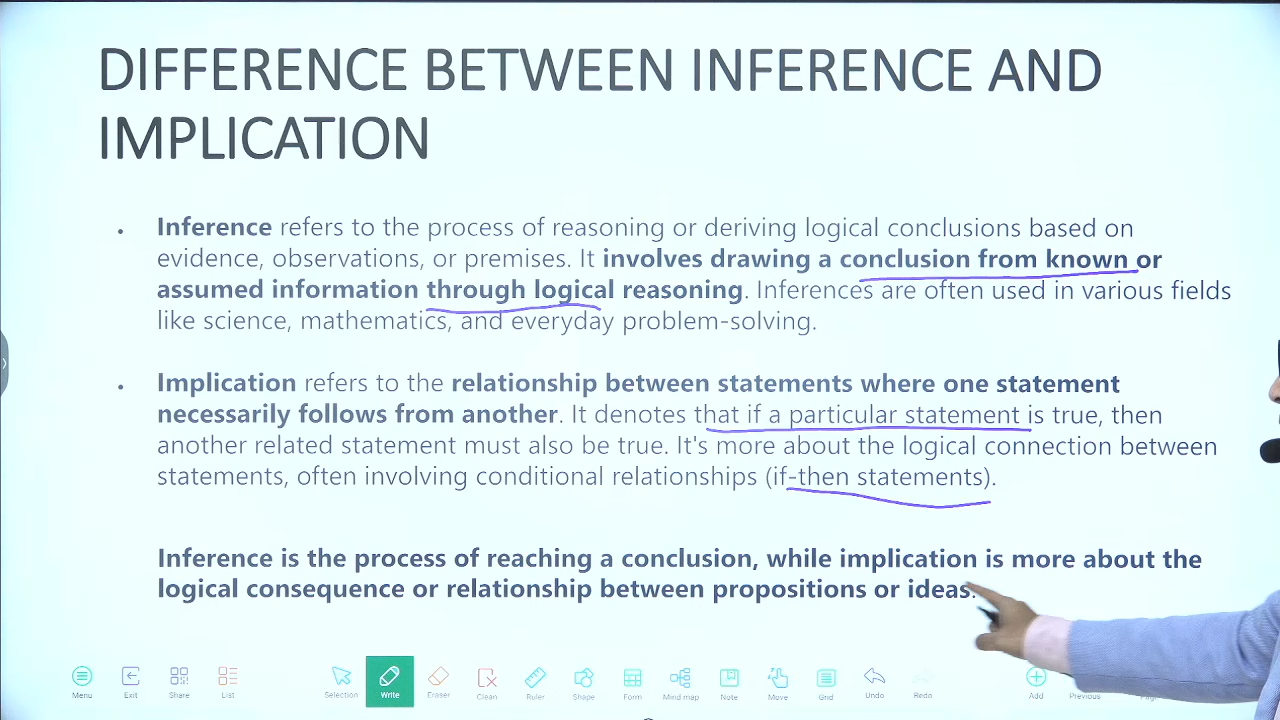 DIFFERENCE BETWEEN INFERENCE AND
IMPLICATION
• Inference refers to the process of reasoning or deriving logical conclusions based on
evidence, observations, or premises. It involves drawing a conclusion from known or
assumed information through logical reasoning. Inferences are often used in various fields
like science, mathematics, and everyday problem-solving.
• Implication refers to the relationship between statements where one statement
necessarily follows from another. It denotes that if a particular statement is true, then
another related statement must also be true. It's more about the logical connection between
statements, often involving conditional relationships (if-then statements).
Inference is the process of reaching a conclusion, while implication is more about the
logical consequence or relationship between propositions or ideas.
Menu Exit Share List Selection Write Eraser Clean Ruler Shape Form Mind map Note Move Grid Undo Redo Add Previous